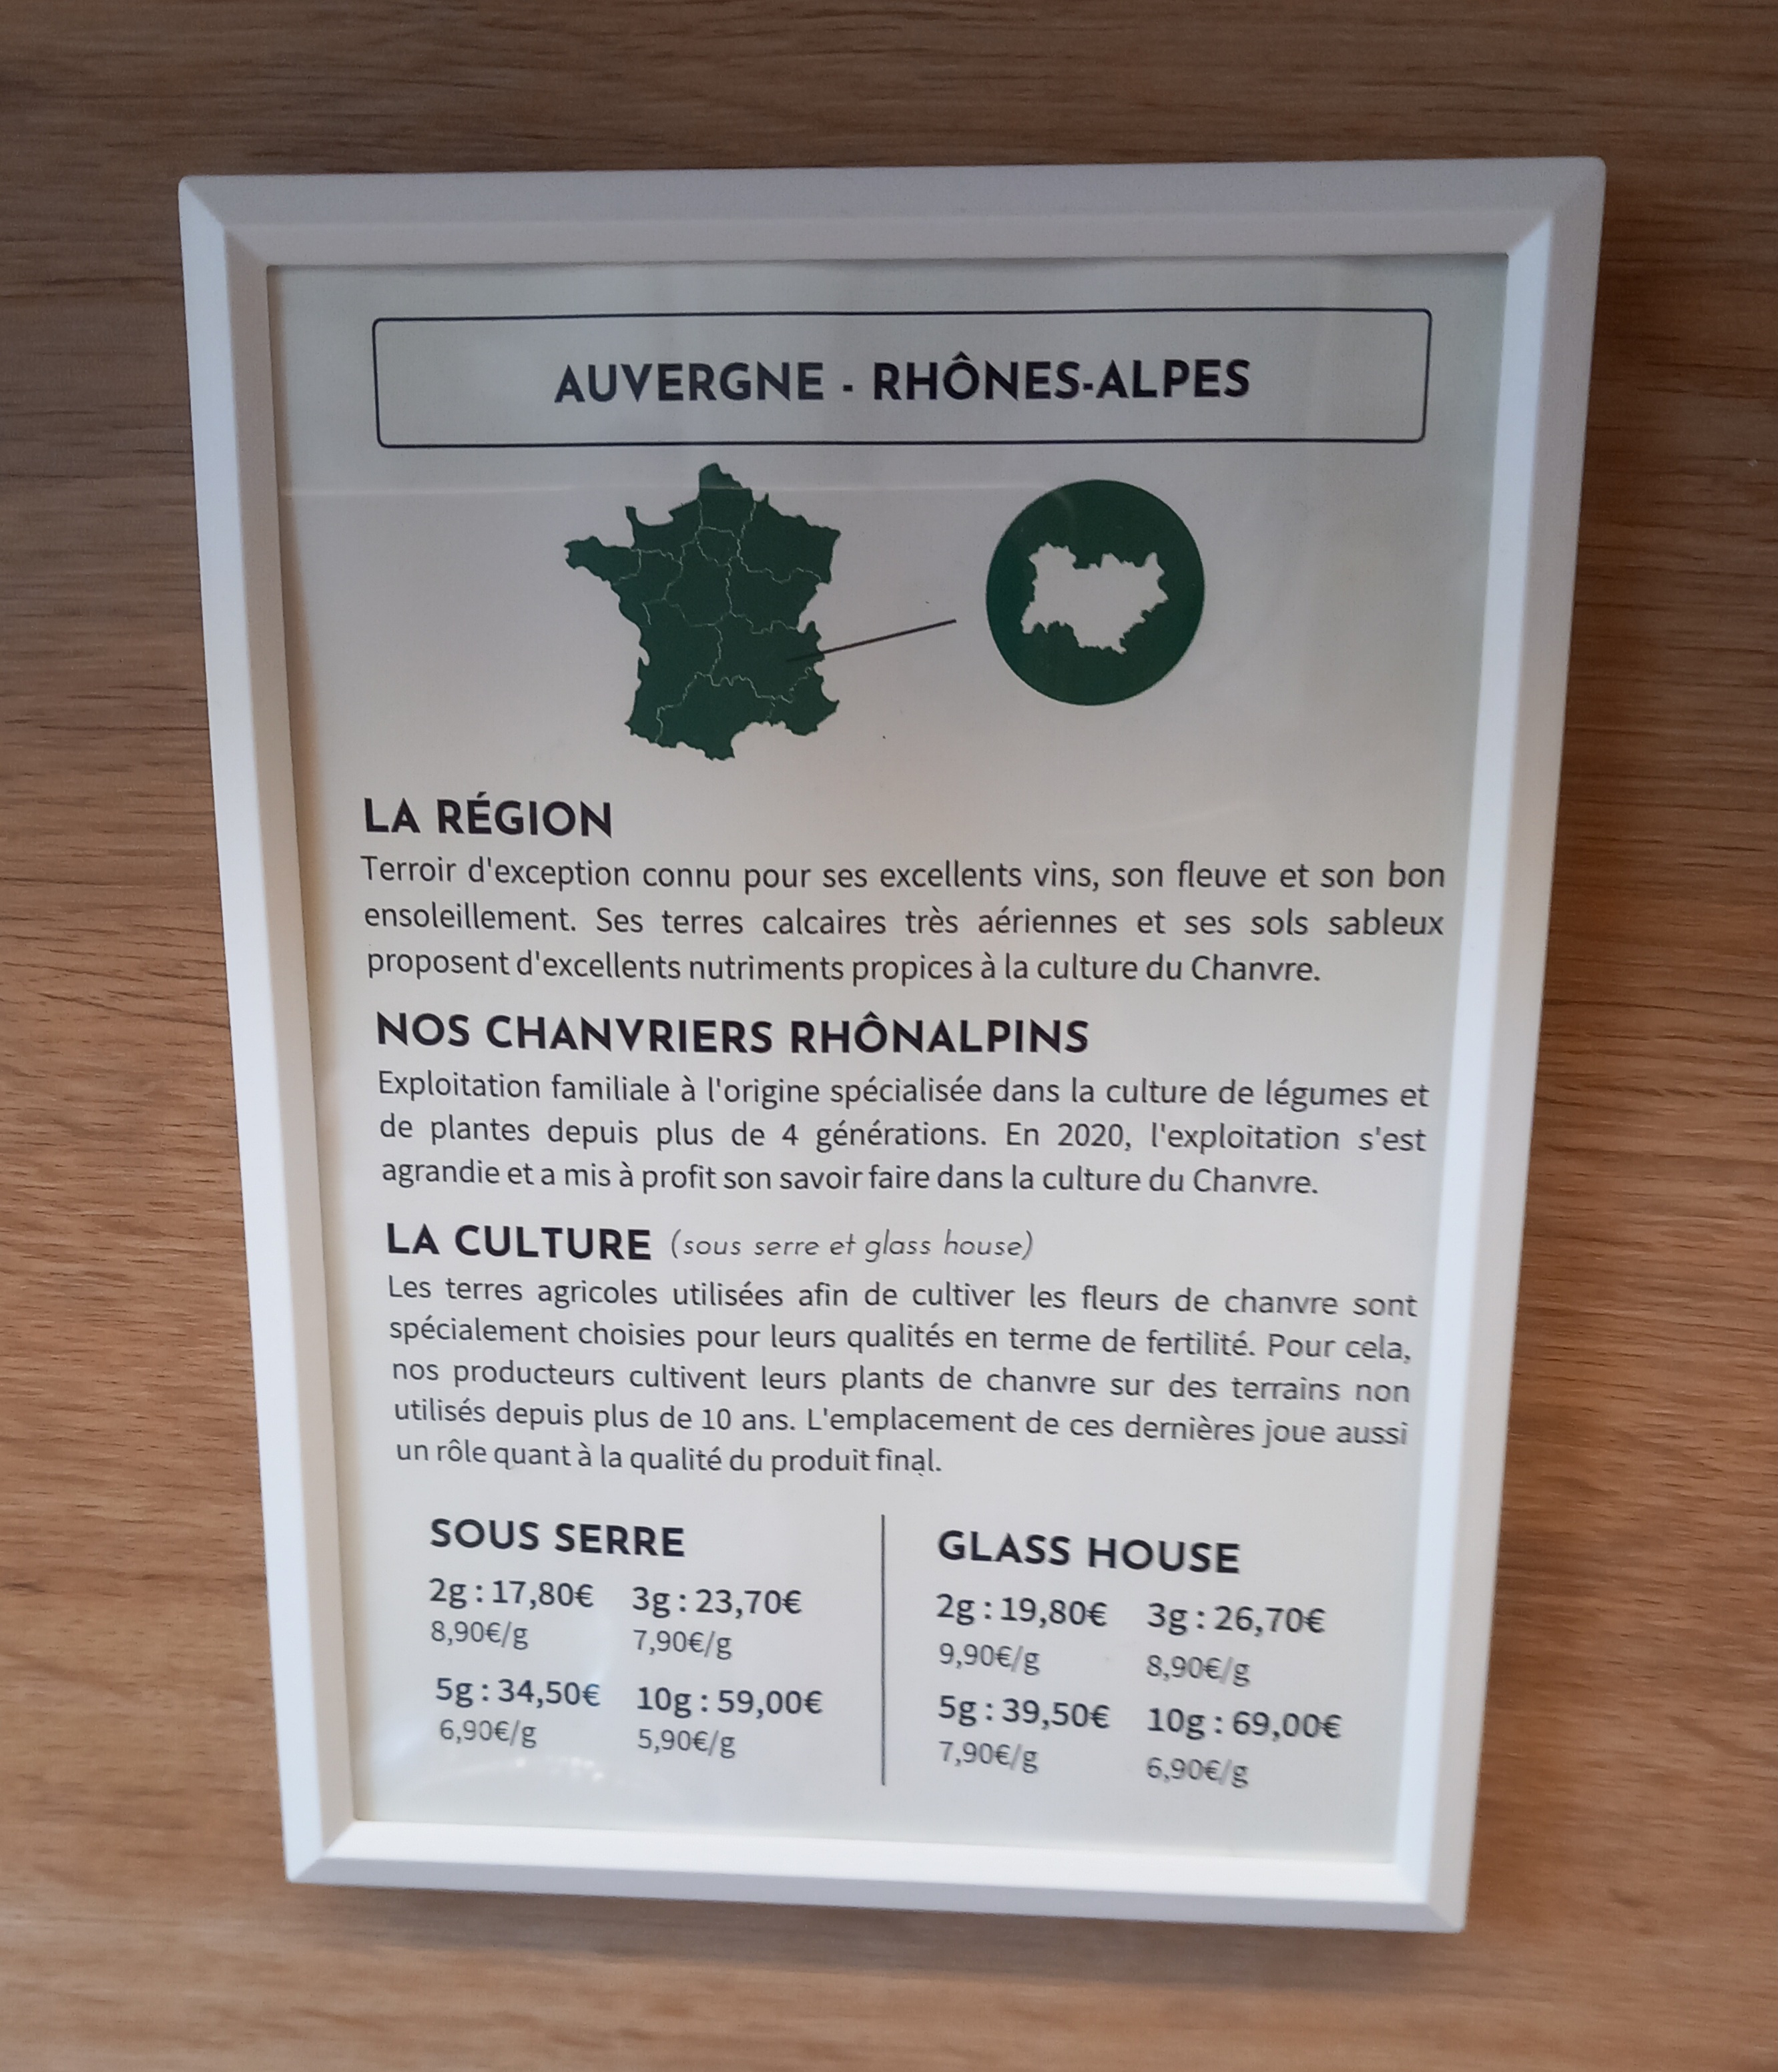 AUVERGNE - RHÔNES-ALPES
LA RÉGION
Terroir d'exception connu pour ses excellents vins, son fleuve et son bon
ensoleillement. Ses terres calcaires très aériennes et ses sols sableux
proposent d'excellents nutriments propices à la culture du Chanvre.
NOS CHANVRIERS RHÔNALPINS
Exploitation familiale à l'origine spécialisée dans la culture de légumes et
de plantes depuis plus de 4 générations. En 2020, l'exploitation s'est
agrandie et a mis à profit son savoir faire dans la culture du Chanvre.
LA CULTURE (sous serre et glass house)
Les terres agricoles utilisées afin de cultiver les fleurs de chanvre sont
spécialement choisies pour leurs qualités en terme de fertilité. Pour cela,
nos producteurs cultivent leurs plants de chanvre sur des terrains non
utilisés depuis plus de 10 ans. L'emplacement de ces dernières joue aussi
un rôle quant à la qualité du produit final.
SOUS SERRE
2g : 17,80€ 3g : 23,70€
8,90€/g 7,90€/g
5g : 34,50€ 10g : 59,00€
6,90€/g 5,90€/g
GLASS HOUSE
2g : 19,80€ 3g : 26,70€
9,90€/g 8,90€/g
5g : 39,50€ 10g : 69,00€
7,90€/g 6,90€/g